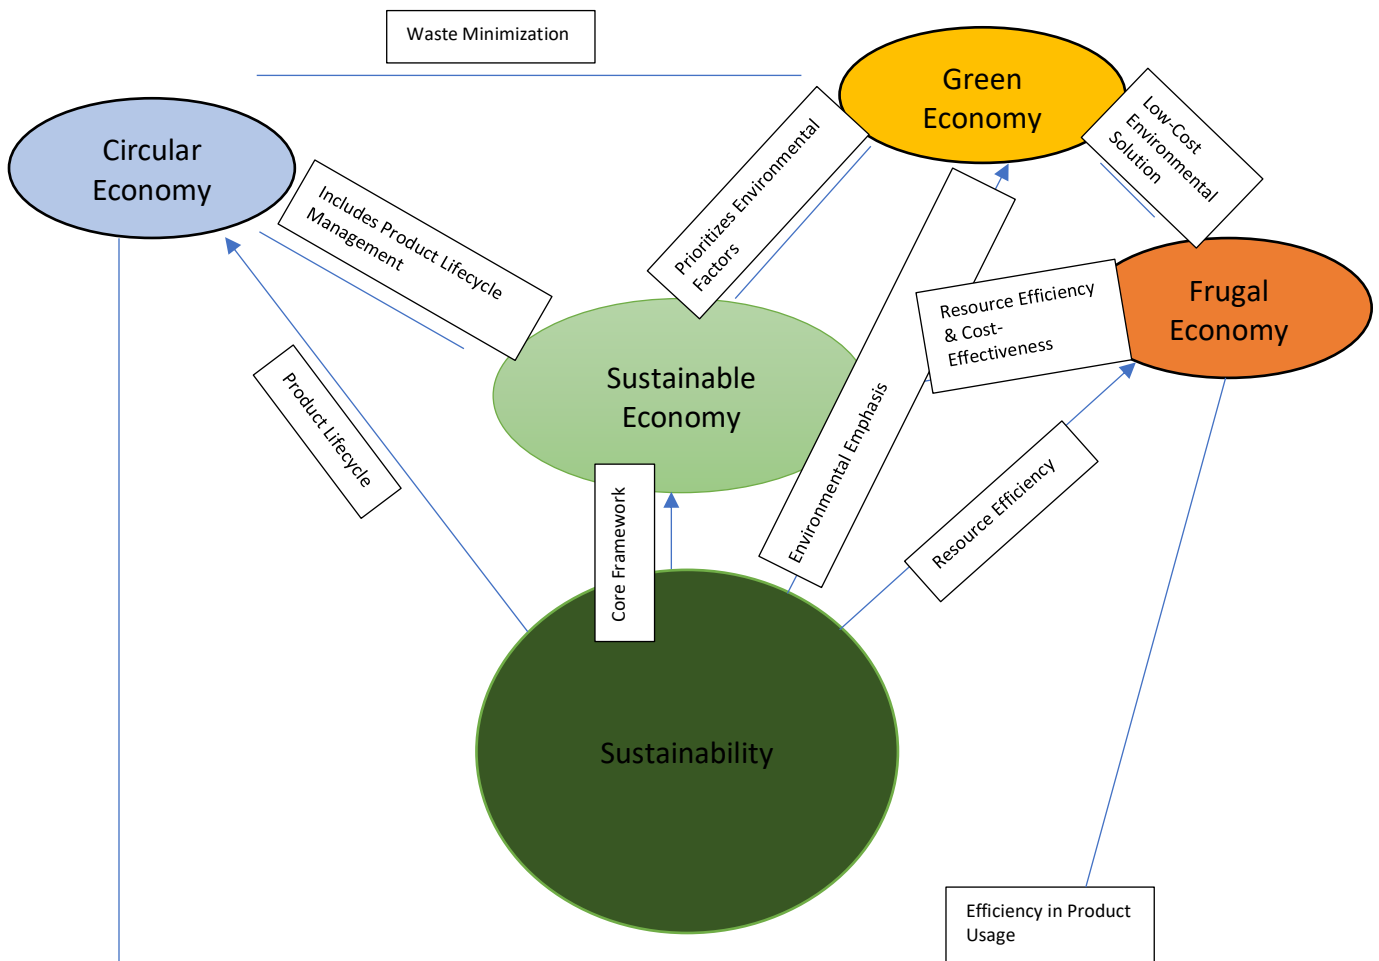 Waste Minimization
Green
Economy
Low-Cost
Environmental
Solution
Circular
Economy
Includes Product Lifecycle
Management
Prioritizes Environmental
Factors
Resource Efficiency
& Cost-
Effectiveness
Frugal
Economy
Sustainable
Economy
Product Lifecycle
Environmental Emphasis
Resource Efficiency
Core Framework
Sustainability
Efficiency in Product
Usage